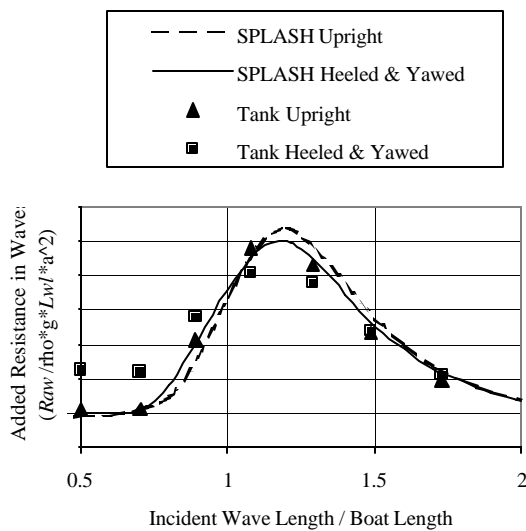 SPLASH Upright
SPLASH Heeled & Yawed
Tank Upright
Tank Heeled & Yawed
Added Resistance in Wave:
(Raw /rho*g*Lwl*a^2)
0.5 1 1.5 2
Incident Wave Length / Boat Length